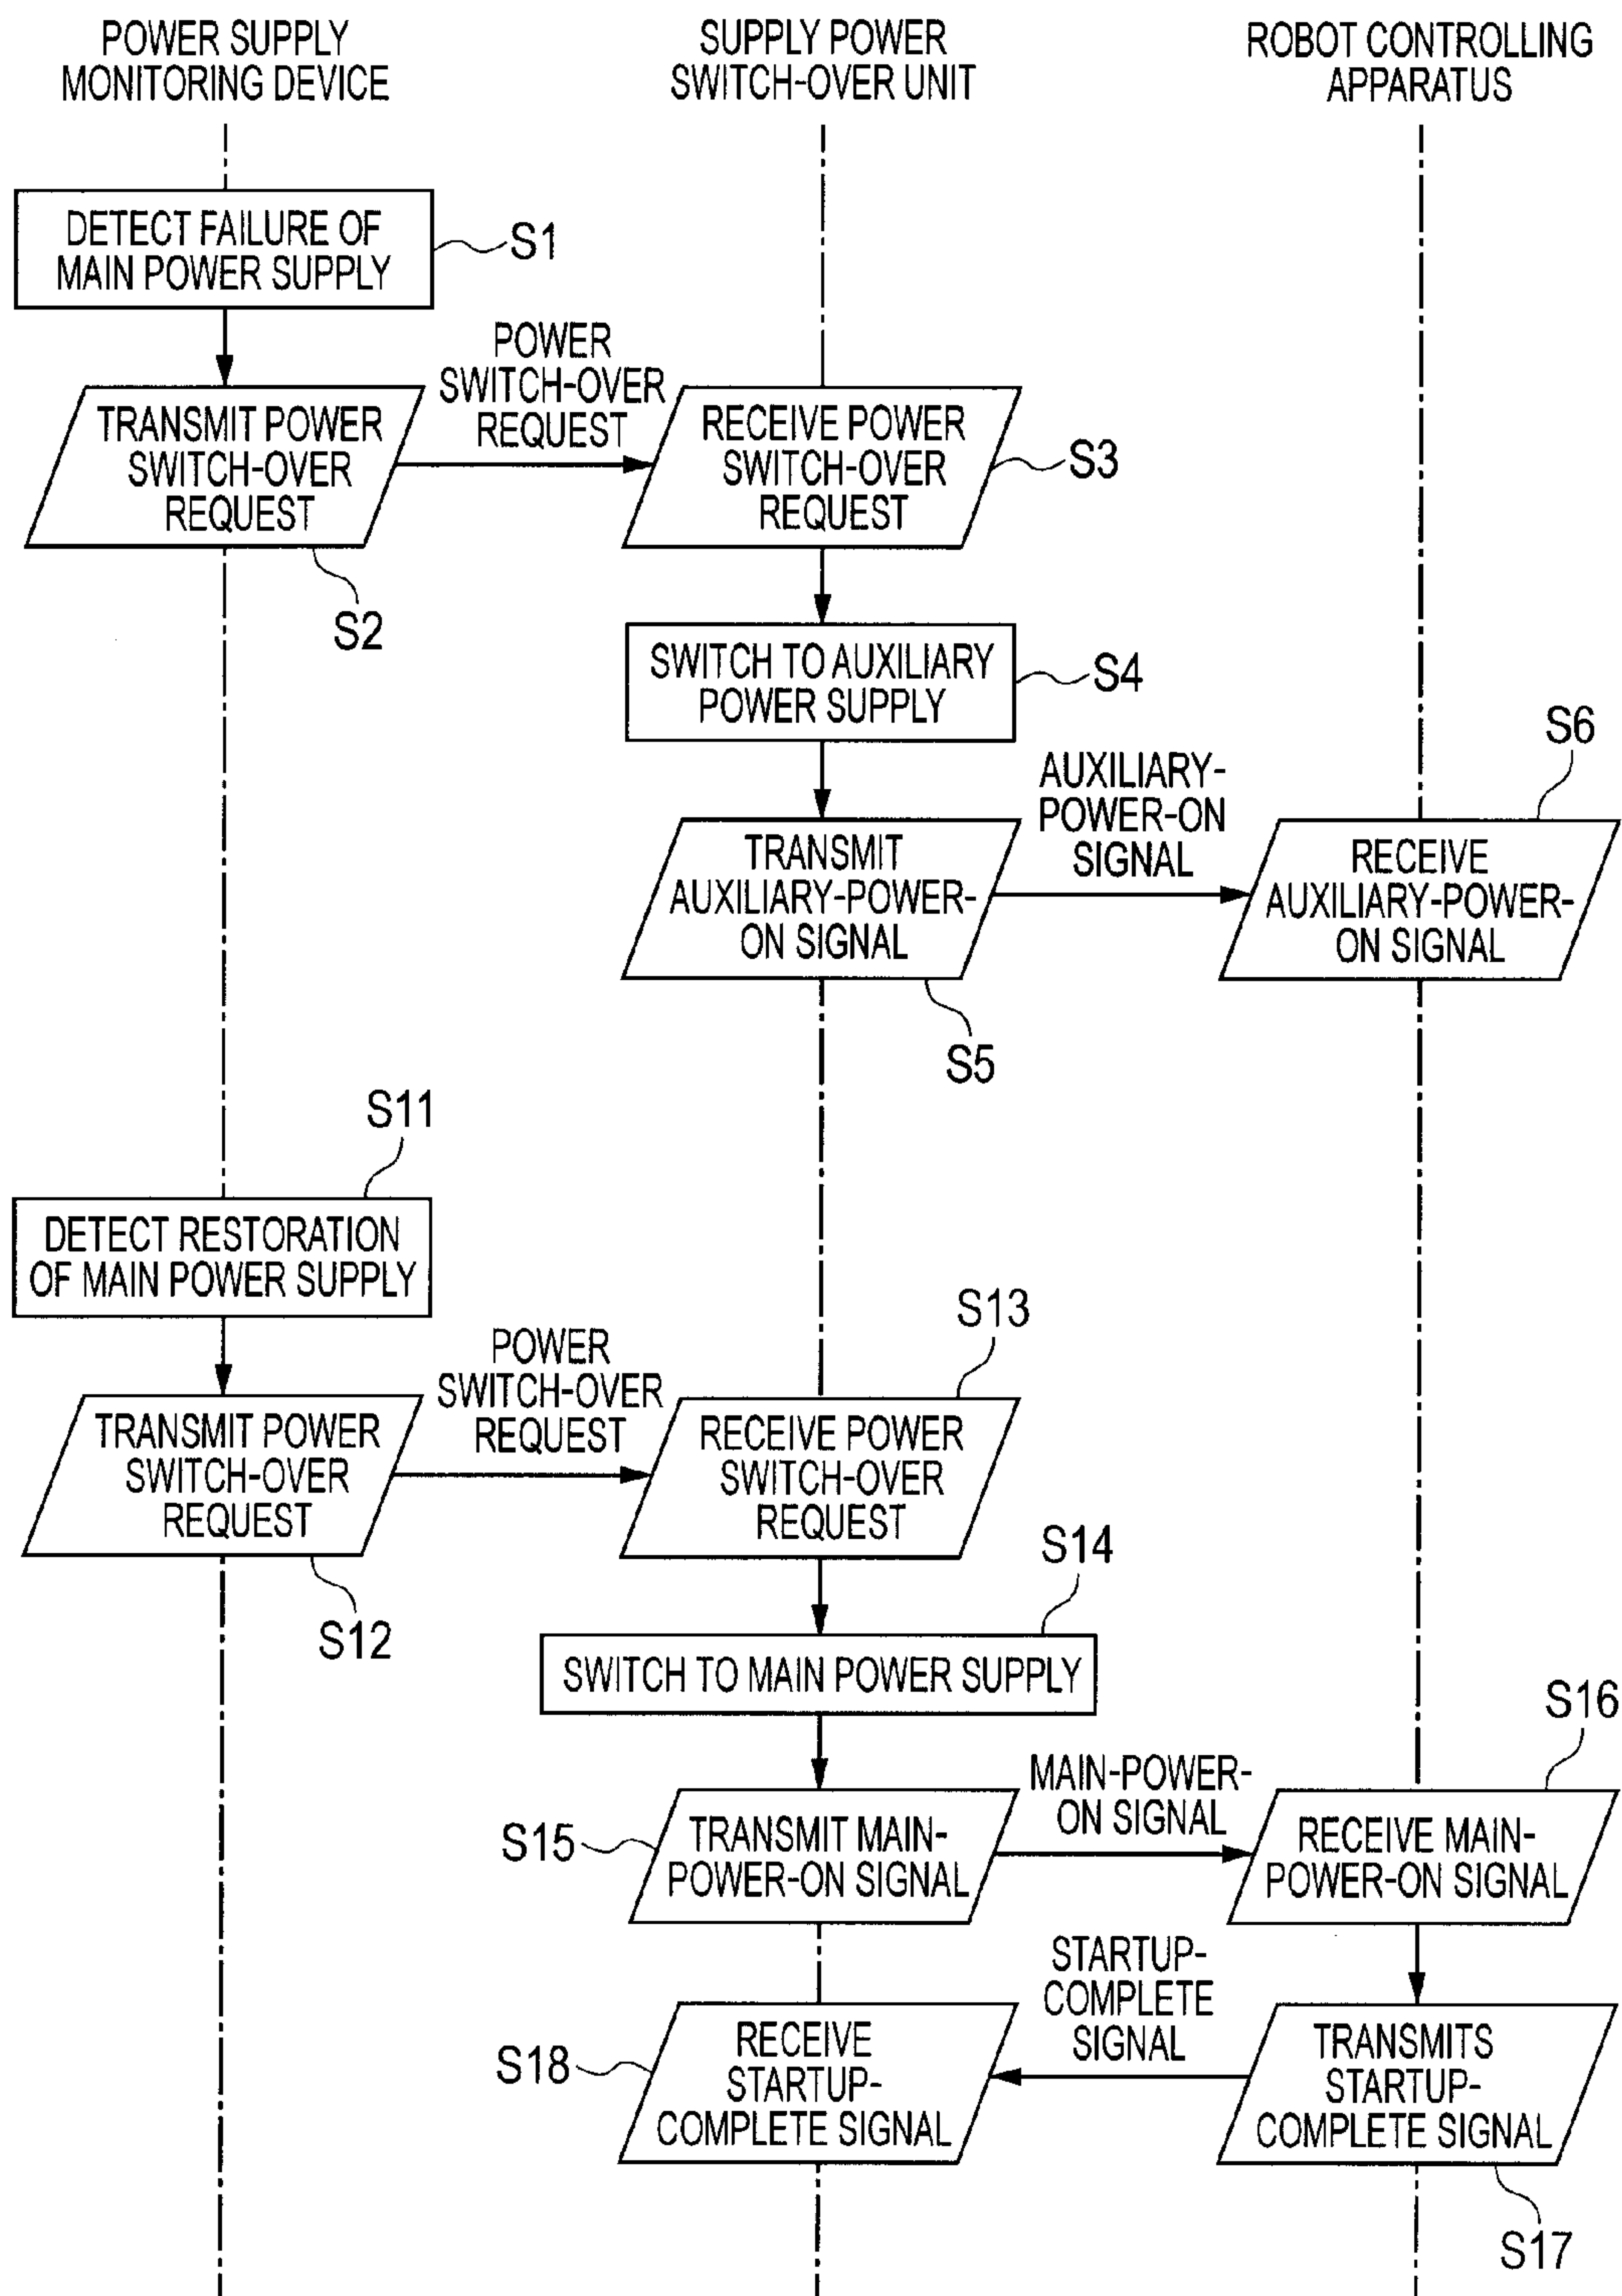 POWER SUPPLY
MONITORING DEVICE
SUPPLY POWER
SWITCH-OVER UNIT
ROBOT CONTROLLING
APPARATUS
DETECT FAILURE OF
MAIN POWER SUPPLY
S1
TRANSMIT POWER
SWITCH-OVER
REQUEST
S2
POWER
SWITCH-OVER
REQUEST
RECEIVE POWER
SWITCH-OVER
REQUEST
S3
SWITCH TO AUXILIARY
POWER SUPPLY
S4
TRANSMIT
AUXILIARY-POWER-
ON SIGNAL
S5
AUXILIARY-
POWER-ON
SIGNAL
S6
RECEIVE
AUXILIARY-POWER-
ON SIGNAL
S11
DETECT RESTORATION
OF MAIN POWER SUPPLY
TRANSMIT POWER
SWITCH-OVER
REQUEST
S12
POWER
SWITCH-OVER
REQUEST
S13
RECEIVE POWER
SWITCH-OVER
REQUEST
S14
SWITCH TO MAIN POWER SUPPLY
S15
TRANSMIT MAIN-
POWER-ON SIGNAL
MAIN-POWER-
ON SIGNAL
S16
RECEIVE MAIN-
POWER-ON SIGNAL
STARTUP-
COMPLETE
SIGNAL
S18
RECEIVE
STARTUP-
COMPLETE SIGNAL
TRANSMITS
STARTUP-
COMPLETE SIGNAL
S17